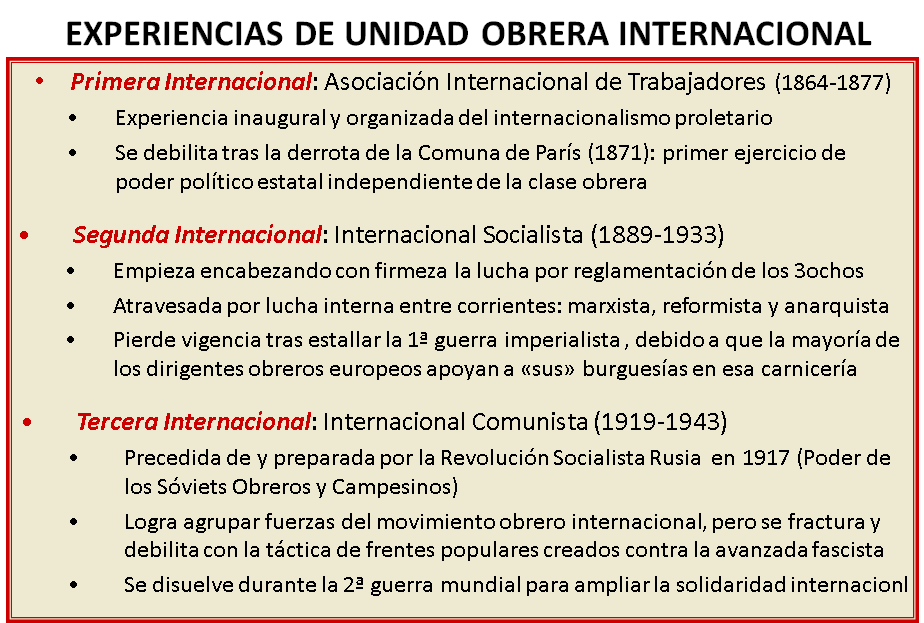 EXPERIENCIAS DE UNIDAD OBRERA INTERNACIONAL
• Primera Internacional: Asociación Internacional de Trabajadores (1864-1877)
• Experiencia inaugural y organizada del internacionalismo proletario
• Se debilita tras la derrota de la Comuna de París (1871): primer ejercicio de
poder político estatal independiente de la clase obrera
• Segunda Internacional: Internacional Socialista (1889-1933)
• Empieza encabezando con firmeza la lucha por reglamentación de los 3ochos
• Atravesada por lucha interna entre corrientes: marxista, reformista y anarquista
• Pierde vigencia tras estallar la 1ª guerra imperialista , debido a que la mayoría de
los dirigentes obreros europeos apoyan a «sus» burguesías en esa carnicería
• Tercera Internacional: Internacional Comunista (1919-1943)
• Precedida de y preparada por la Revolución Socialista Rusia en 1917 (Poder de
los Sóviets Obreros y Campesinos)
• Logra agrupar fuerzas del movimiento obrero internacional, pero se fractura y
debilita con la táctica de frentes populares creados contra la avanzada fascista
• Se disuelve durante la 2ª guerra mundial para ampliar la solidaridad internacionl